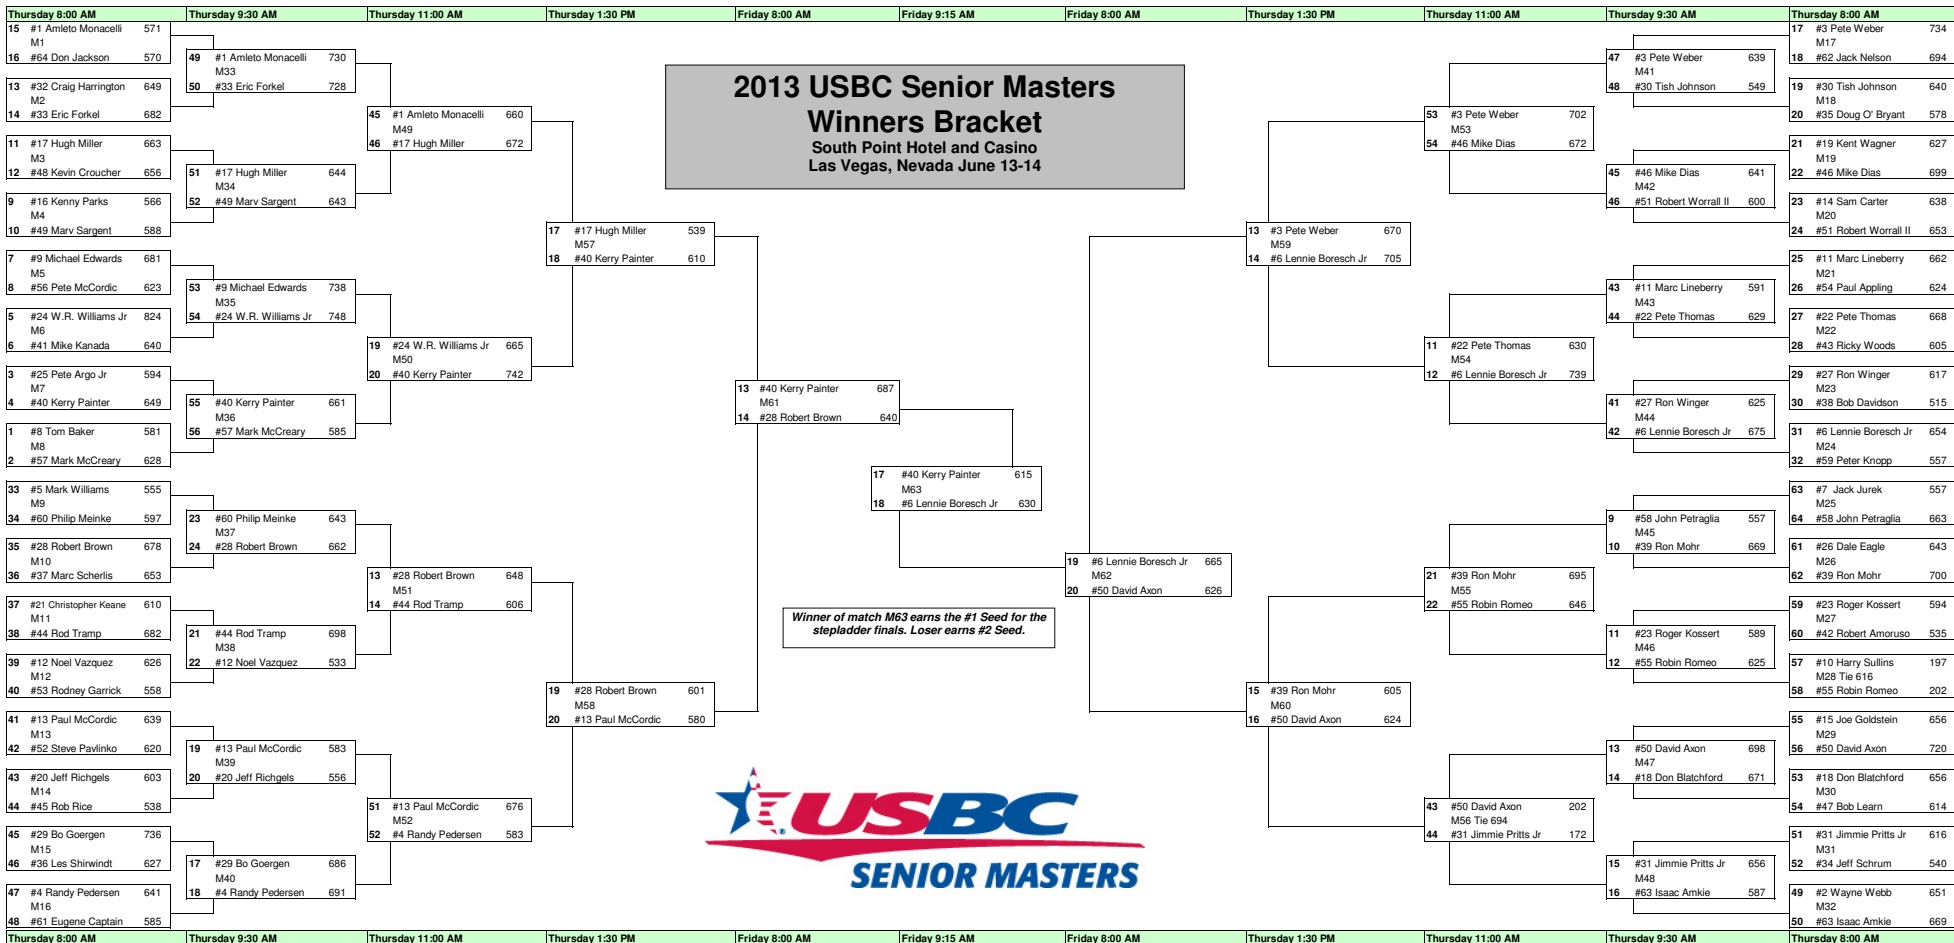 Thursday 8:00 AM Thursday 9:30 AM Thursday 11:00 AM Thursday 1:30 PM Friday 8:00 AM Friday 9:15 AM Friday 8:00 AM Thursday 1:30 PM Thursday 11:00 AM Thursday 9:30 AM Thursday 8:00 AM
2013 USBC Senior Masters
Winners Bracket
South Point Hotel and Casino
Las Vegas, Nevada June 13-14
15 #1 Amleto Monacelli 571
M1
16 #64 Don Jackson 570
13 #32 Craig Harrington 649
M2
14 #33 Eric Forkel 682
11 #17 Hugh Miller 663
M3
12 #48 Kevin Croucher 656
9 #16 Kenny Parks 566
M4
10 #49 Marv Sargent 588
7 #9 Michael Edwards 681
M5
8 #56 Pete McCordic 623
5 #24 W.R. Williams Jr 824
M6
6 #41 Mike Kanada 640
3 #25 Pete Argo Jr 594
M7
4 #40 Kerry Painter 649
1 #8 Tom Baker 581
M8
2 #57 Mark McCreary 628
33 #5 Mark Williams 555
M9
34 #60 Philip Meinke 597
35 #28 Robert Brown 678
M10
36 #37 Marc Scherlis 653
37 #21 Christopher Keane 610
M11
38 #44 Rod Tramp 682
39 #12 Noel Vazquez 626
M12
40 #53 Rodney Garrick 558
41 #13 Paul McCordic 639
M13
42 #52 Steve Pavlinko 620
43 #20 Jeff Richgels 603
M14
44 #45 Rob Rice 538
45 #29 Bo Goergen 736
M15
46 #36 Les Shirwindt 627
47 #4 Randy Pedersen 641
M16
48 #61 Eugene Captain 585
49 #1 Amleto Monacelli 730
M33
50 #33 Eric Forkel 728
51 #17 Hugh Miller 644
M34
52 #49 Marv Sargent 643
53 #9 Michael Edwards 738
M35
54 #24 W.R. Williams Jr 748
55 #40 Kerry Painter 661
M36
56 #57 Mark McCreary 585
23 #60 Philip Meinke 643
M37
24 #28 Robert Brown 662
21 #44 Rod Tramp 698
M38
22 #12 Noel Vazquez 533
19 #13 Paul McCordic 583
M39
20 #20 Jeff Richgels 556
17 #29 Bo Goergen 686
M40
18 #4 Randy Pedersen 691
45 #1 Amleto Monacelli 660
M49
46 #17 Hugh Miller 672
19 #24 W.R. Williams Jr 665
M50
20 #40 Kerry Painter 742
13 #28 Robert Brown 648
M51
14 #44 Rod Tramp 606
51 #13 Paul McCordic 676
M52
52 #4 Randy Pedersen 583
17 #17 Hugh Miller 539
M57
18 #40 Kerry Painter 610
19 #28 Robert Brown 601
M58
20 #13 Paul McCordic 580
13 #40 Kerry Painter 687
M61
14 #28 Robert Brown 640
17 #40 Kerry Painter 615
M63
18 #6 Lennie Boresch Jr 630
19 #6 Lennie Boresch Jr 665
M62
20 #50 David Axon 626
Winner of match M63 earns the #1 Seed for the
stepladder finals. Loser earns #2 Seed.
USBC
SENIOR MASTERS
13 #3 Pete Weber 670
M59
14 #6 Lennie Boresch Jr 705
15 #39 Ron Mohr 605
M60
16 #50 David Axon 624
53 #3 Pete Weber 702
M53
54 #46 Mike Dias 672
11 #22 Pete Thomas 630
M54
12 #6 Lennie Boresch Jr 739
21 #39 Ron Mohr 695
M55
22 #55 Robin Romeo 646
43 #50 David Axon 202
M56 Tie 694
44 #31 Jimmie Pritts Jr 172
47 #3 Pete Weber 639
M41
48 #30 Tish Johnson 549
45 #46 Mike Dias 641
M42
46 #51 Robert Worrall II 600
43 #11 Marc Lineberry 591
M43
44 #22 Pete Thomas 629
41 #27 Ron Winger 625
M44
42 #6 Lennie Boresch Jr 675
9 #58 John Petraglia 557
M45
10 #39 Ron Mohr 669
11 #23 Roger Kossert 589
M46
12 #55 Robin Romeo 625
13 #50 David Axon 698
M47
14 #18 Don Blatchford 671
15 #31 Jimmie Pritts Jr 656
M48
16 #63 Isaac Amkie 587
17 #3 Pete Weber 734
M17
18 #62 Jack Nelson 694
19 #30 Tish Johnson 640
M18
20 #35 Doug O' Bryant 578
21 #19 Kent Wagner 627
M19
22 #46 Mike Dias 699
23 #14 Sam Carter 638
M20
24 #51 Robert Worrall II 653
25 #11 Marc Lineberry 662
M21
26 #54 Paul Appling 624
27 #22 Pete Thomas 668
M22
28 #43 Ricky Woods 605
29 #27 Ron Winger 617
M23
30 #38 Bob Davidson 515
31 #6 Lennie Boresch Jr 654
M24
32 #59 Peter Knopp 557
63 #7 Jack Jurek 557
M25
64 #58 John Petraglia 663
61 #26 Dale Eagle 643
M26
62 #39 Ron Mohr 700
59 #23 Roger Kossert 594
M27
60 #42 Robert Amoruso 535
57 #10 Harry Sullins 197
M28 Tie 616
58 #55 Robin Romeo 202
55 #15 Joe Goldstein 656
M29
56 #50 David Axon 720
53 #18 Don Blatchford 656
M30
54 #47 Bob Learn 614
51 #31 Jimmie Pritts Jr 616
M31
52 #34 Jeff Schrum 540
49 #2 Wayne Webb 651
M32
50 #63 Isaac Amkie 669
Thursday 8:00 AM Thursday 9:30 AM Thursday 11:00 AM Thursday 1:30 PM Friday 8:00 AM Friday 9:15 AM Friday 8:00 AM Thursday 1:30 PM Thursday 11:00 AM Thursday 9:30 AM Thursday 8:00 AM